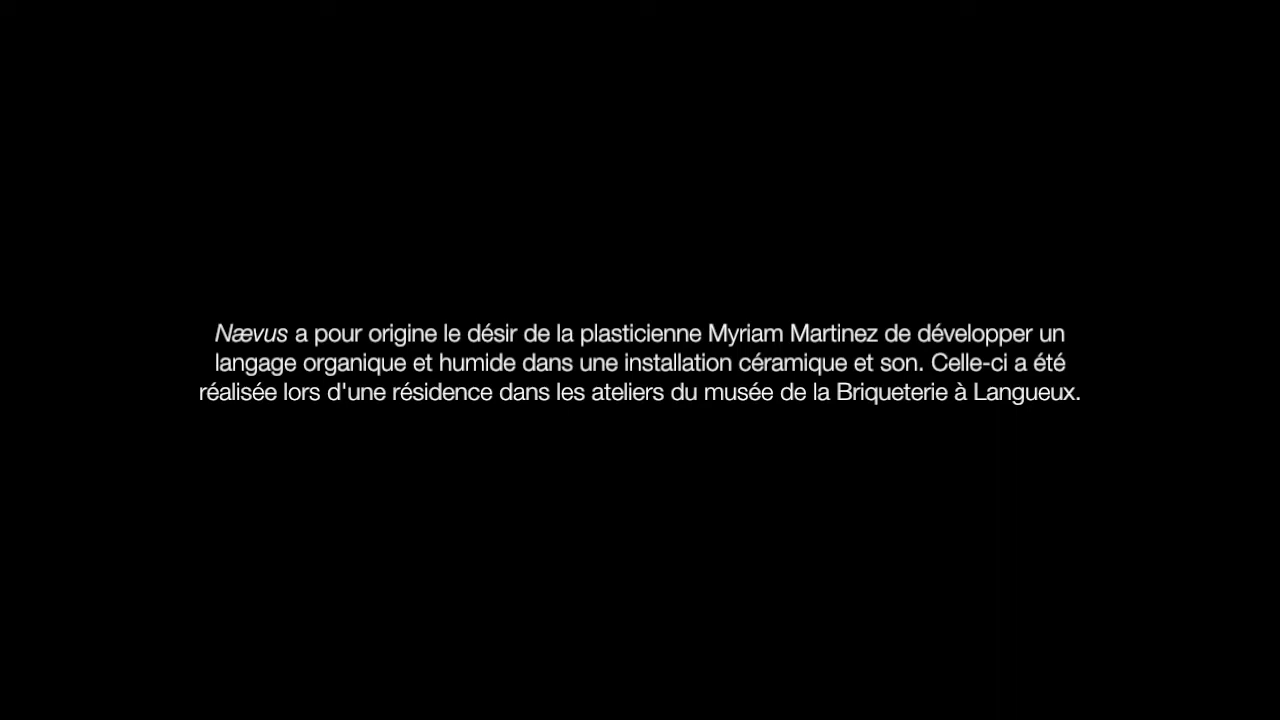 Nævus a pour origine le désir de la plasticienne Myriam Martinez de développer un
langage organique et humide dans une installation céramique et son. Celle-ci a été
réalisée lors d'une résidence dans les ateliers du musée de la Briqueterie à Langueux.